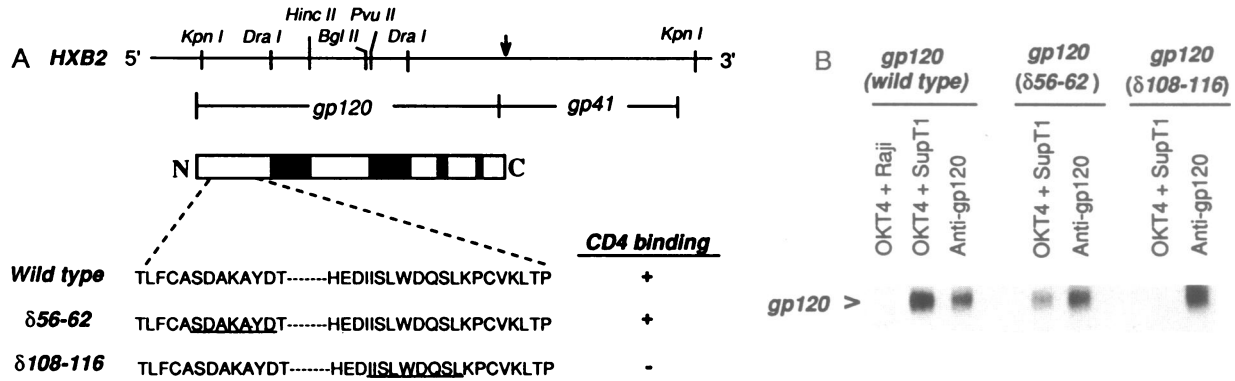 A
HXB2
5'
Kpn I
Dra I
Hinc II
Bgl II
Pvu II
Dra I
Kpn I
3'
gp120
gp41
N
C
CD4 binding
Wild type TLFCASDAKAYDT-------HEDIISLWDQSLKPCVKLTP +
δ56-62 TLFCASDAKAYDT-------HEDIISLWDQSLKPCVKLTP +
δ108-116 TLFCASDAKAYDT-------HEDIISLWDQSLKPCVKLTP -
B
gp120
(wild type)
gp120
(δ56-62)
gp120
(δ108-116)
OKT4 + Raji
OKT4 + SupT1
Anti-gp120
OKT4 + SupT1
Anti-gp120
OKT4 + SupT1
Anti-gp120
gp120 >